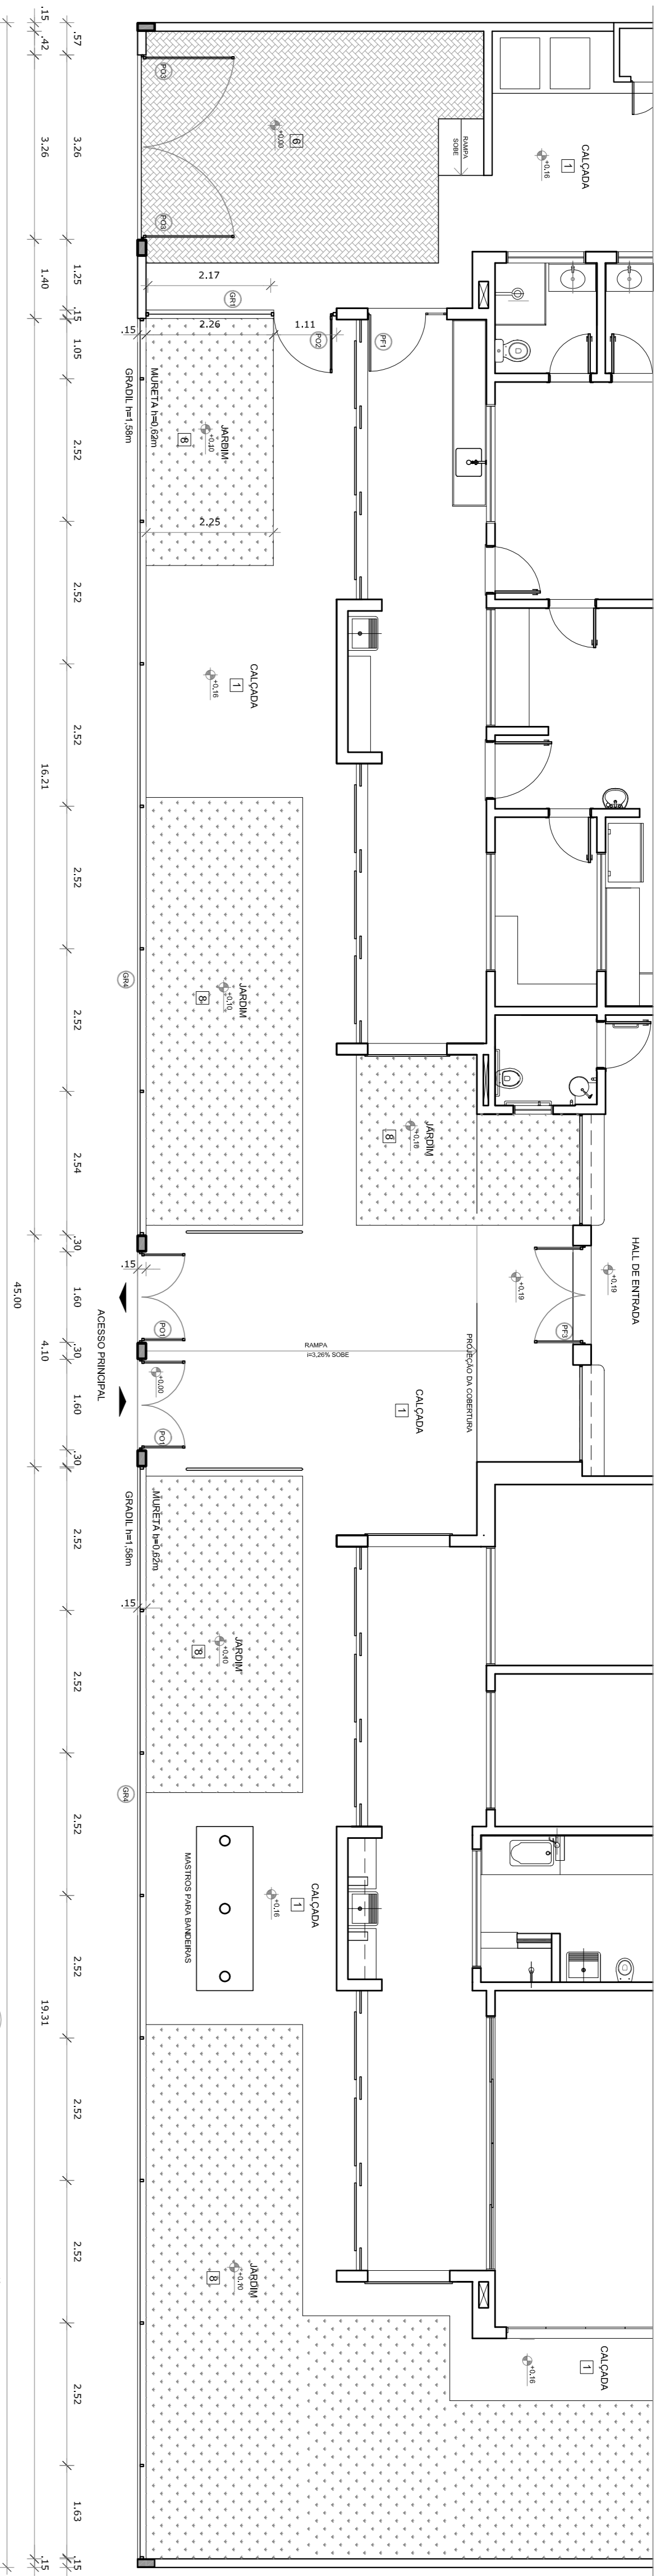 .15
.42
3.26
1.40
16.21
45.00
4.10
19.31
.15
.57
3.26
1.25
.15
1.05
2.52
2.52
2.52
2.52
2.52
2.54
.30
1.60
.30
1.60
.30
2.52
2.52
2.52
2.52
2.52
2.52
2.52
1.63
.15
PO3
PO3
6
+0,00
RAMPA
SOBE
CALÇADA
1
+0,16
2.17
GR1
2.26
1.11
.15
PO2
PF1
MURETA h=0,62m
GRADIL h=1,58m
JARDIM
+0,10
8
2.25
CALÇADA
1
+0,16
JARDIM
+0,10
8
GR4
JARDIM
+0,16
8
HALL DE ENTRADA
+0,19
+0,19
PF3
PROJEÇÃO DA COBERTURA
RAMPA
i=3,26% SOBE
CALÇADA
1
.15
PO1
+0,00
PO1
ACESSO PRINCIPAL
MURETA h=0,62m
GRADIL h=1,58m
.15
JARDIM
+0,10
8
GR4
MASTROS PARA BANDEIRAS
CALÇADA
1
+0,16
JARDIM
+0,10
8
CALÇADA
1
+0,16